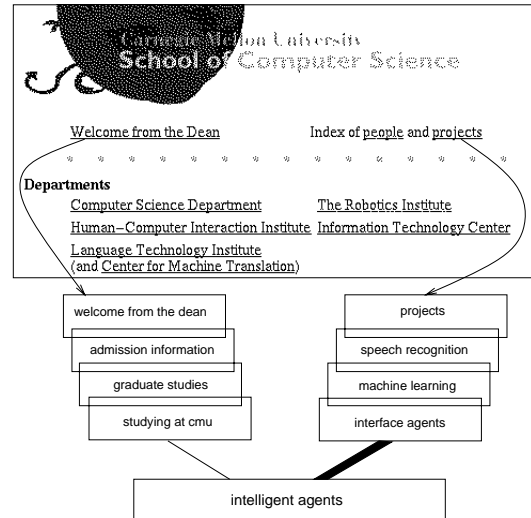 Carnegie Mellon University
School of Computer Science
Welcome from the Dean Index of people and projects
Departments
Computer Science Department The Robotics Institute
Human-Computer Interaction Institute Information Technology Center
Language Technology Institute
(and Center for Machine Translation)
welcome from the dean projects
admission information speech recognition
graduate studies machine learning
studying at cmu interface agents
intelligent agents